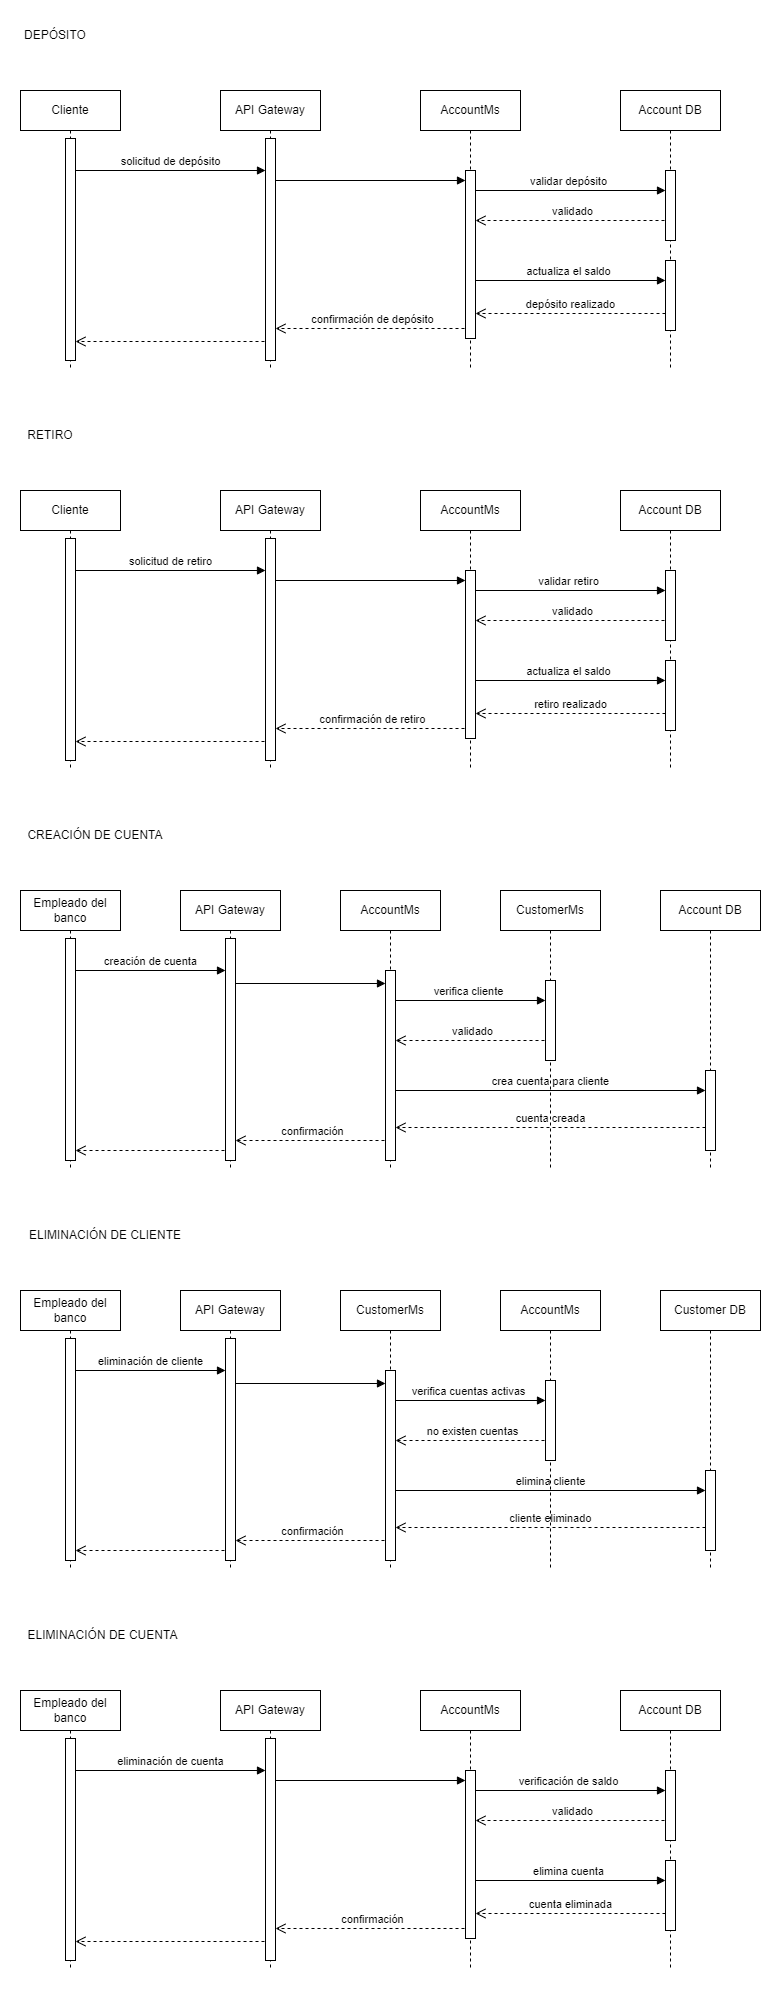 DEPÓSITO
Cliente
API Gateway
AccountMs
Account DB
solicitud de depósito
validar depósito
validado
actualiza el saldo
depósito realizado
confirmación de depósito
RETIRO
Cliente
API Gateway
AccountMs
Account DB
solicitud de retiro
validar retiro
validado
actualiza el saldo
retiro realizado
confirmación de retiro
CREACIÓN DE CUENTA
Empleado del
banco
API Gateway
AccountMs
CustomerMs
Account DB
creación de cuenta
verifica cliente
validado
crea cuenta para cliente
cuenta creada
confirmación
ELIMINACIÓN DE CLIENTE
Empleado del
banco
API Gateway
CustomerMs
AccountMs
Customer DB
eliminación de cliente
verifica cuentas activas
no existen cuentas
elimina cliente
cliente eliminado
confirmación
ELIMINACIÓN DE CUENTA
Empleado del
banco
API Gateway
AccountMs
Account DB
eliminación de cuenta
verificación de saldo
validado
elimina cuenta
cuenta eliminada
confirmación